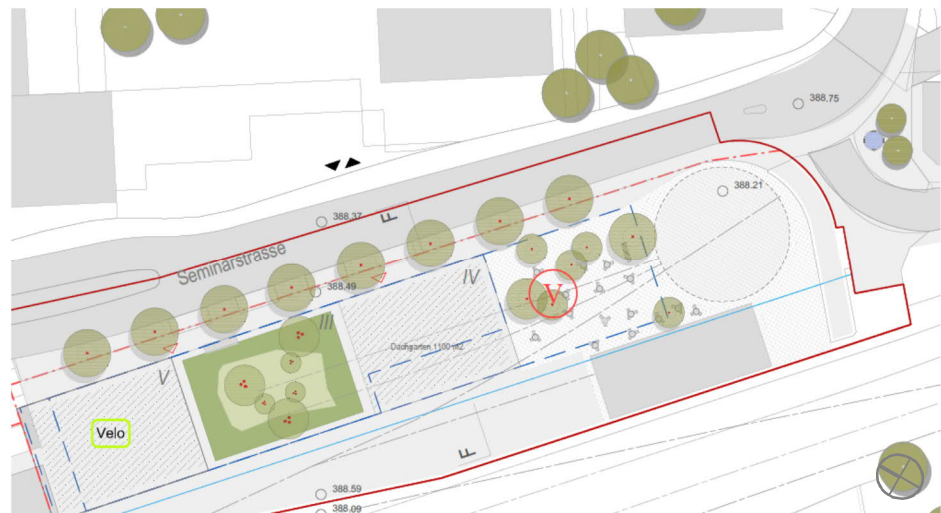 388.75
388.21
388.37
F
Seminarstrasse
388.49
IV
III
V
Dachgarten 1100 m2
V
Velo
F
388.59
388.09